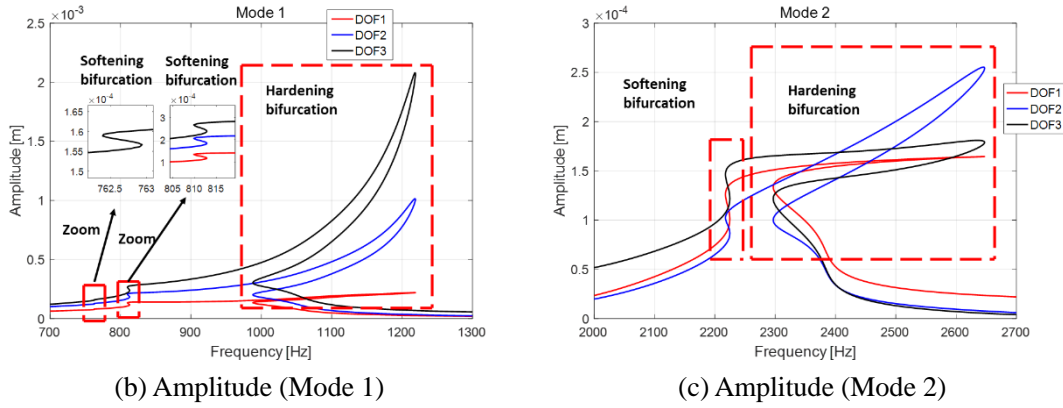 Mode 1
2.5 ×10⁻³
DOF1
DOF2
DOF3
Softening
bifurcation
Softening
bifurcation
Hardening
bifurcation
×10⁻⁴
1.65
1.6
1.55
1.5
762.5 763
×10⁻⁴
3
2
1
805 810 815
Zoom
Zoom
2
1.5
1
0.5
0
700 800 900 1000 1100 1200 1300
Amplitude [m]
Frequency [Hz]
(b) Amplitude (Mode 1)
Mode 2
3 ×10⁻⁴
Softening
bifurcation
Hardening
bifurcation
DOF1
DOF2
DOF3
2.5
2
1.5
1
0.5
0
2000 2100 2200 2300 2400 2500 2600 2700
Amplitude [m]
Frequency [Hz]
(c) Amplitude (Mode 2)